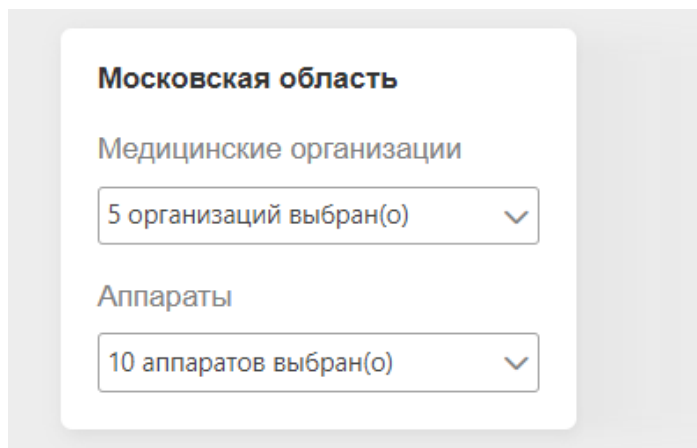 Московская область
Медицинские организации
5 организаций выбран(о)
Аппараты
10 аппаратов выбран(о)